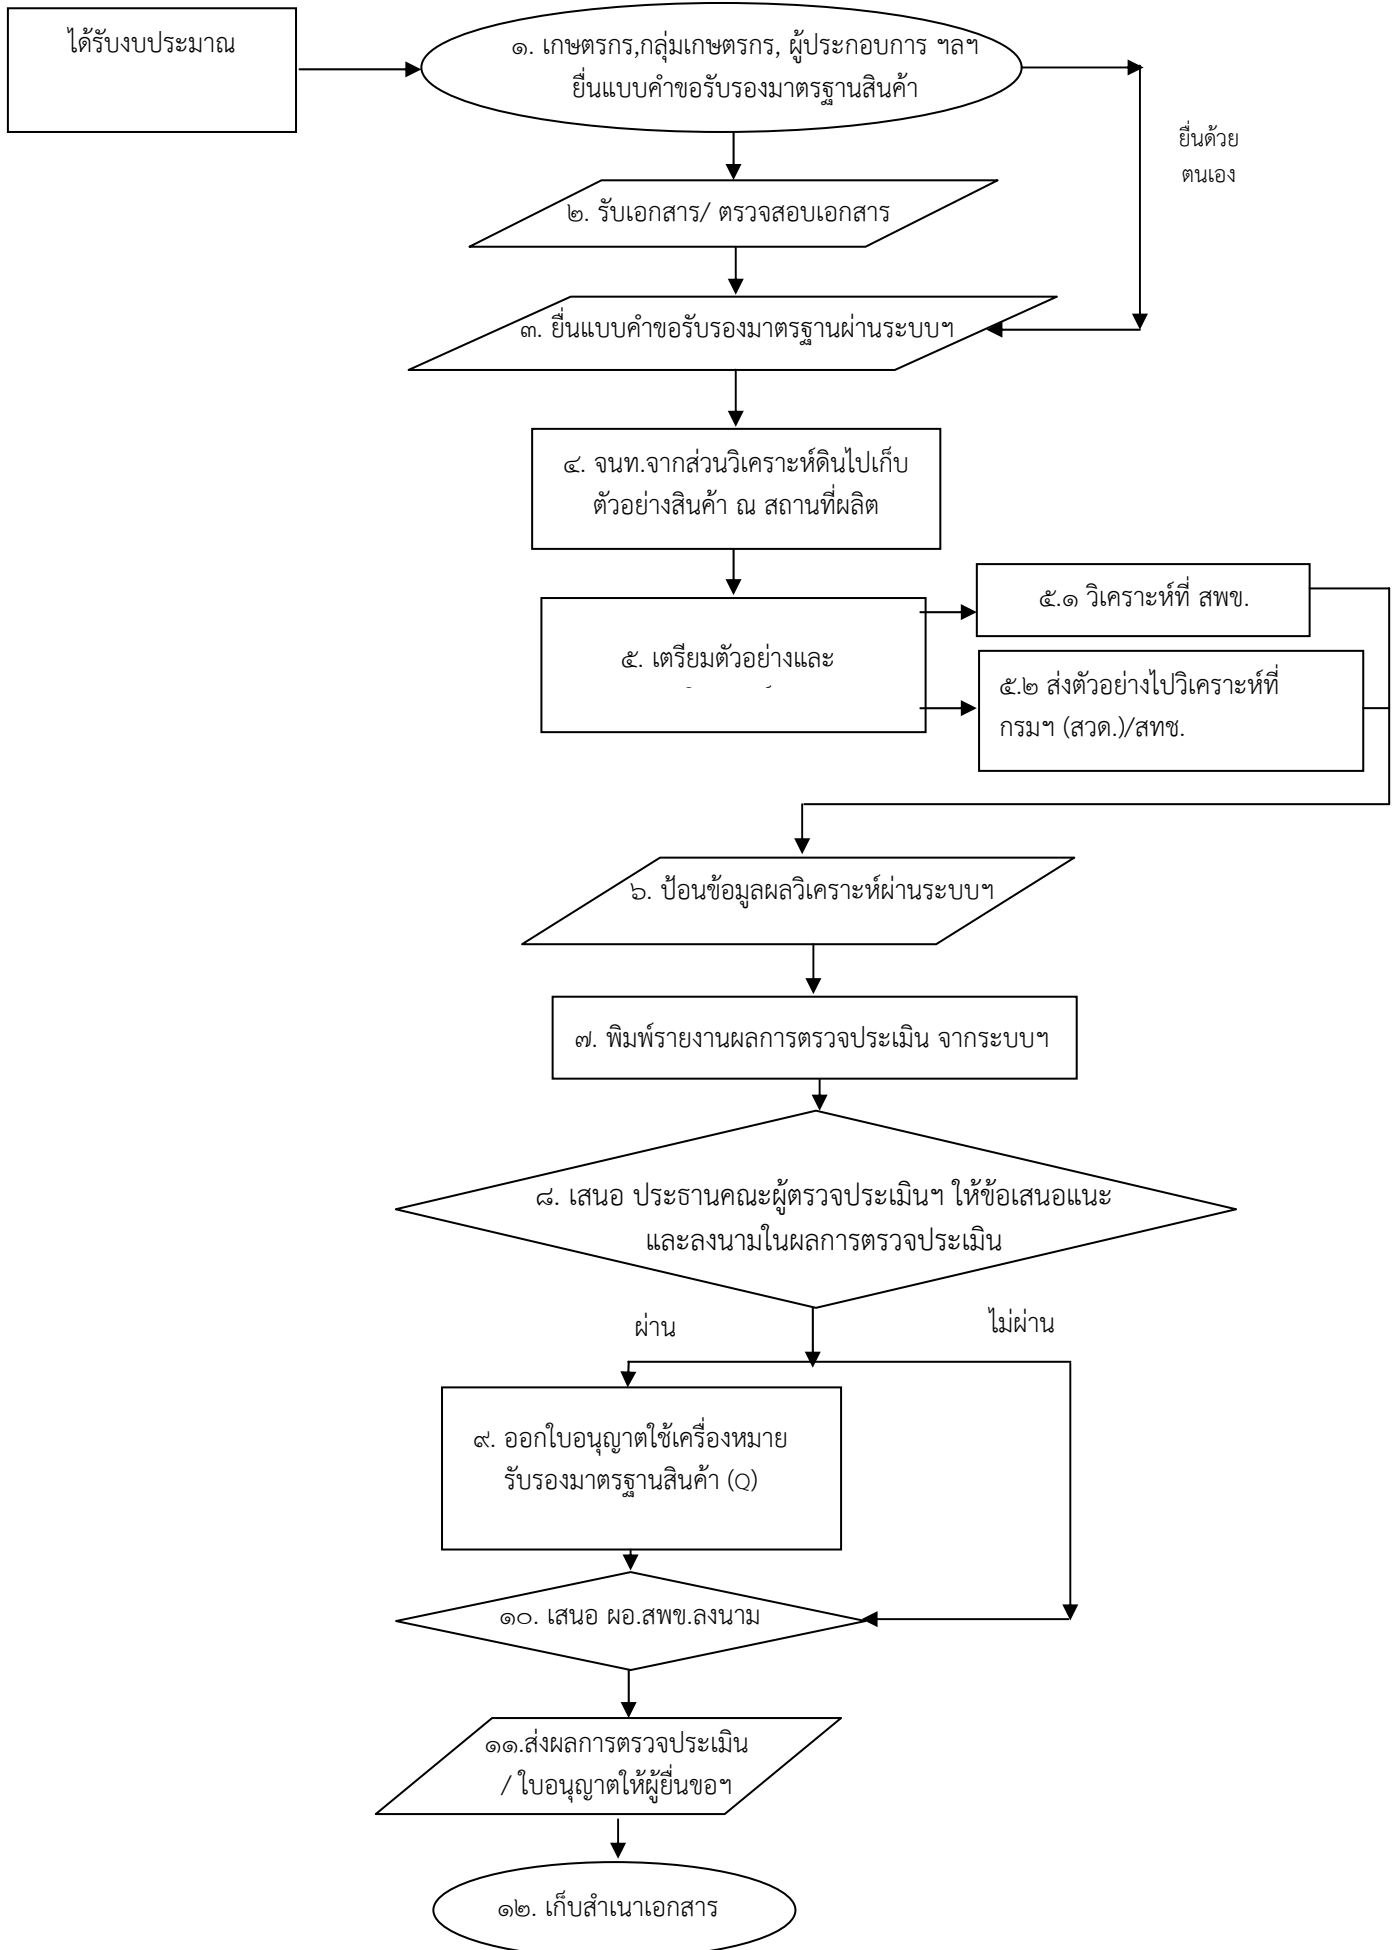 ได้รับงบประมาณ
๑. เกษตรกร,กลุ่มเกษตรกร, ผู้ประกอบการ ฯลฯ
ยื่นแบบคำขอรับรองมาตรฐานสินค้า
ยื่นด้วย
ตนเอง
๒. รับเอกสาร/ ตรวจสอบเอกสาร
๓. ยื่นแบบคำขอรับรองมาตรฐานผ่านระบบฯ
๔. จนท.จากส่วนวิเคราะห์ดินไปเก็บ
ตัวอย่างสินค้า ณ สถานที่ผลิต
๕. เตรียมตัวอย่างและ
๕.๑ วิเคราะห์ที่ สพข.
๕.๒ ส่งตัวอย่างไปวิเคราะห์ที่
กรมฯ (สวด.)/สทช.
๖. ป้อนข้อมูลผลวิเคราะห์ผ่านระบบฯ
๗. พิมพ์รายงานผลการตรวจประเมิน จากระบบฯ
๘. เสนอ ประธานคณะผู้ตรวจประเมินฯ ให้ข้อเสนอแนะ
และลงนามในผลการตรวจประเมิน
ผ่าน
ไม่ผ่าน
๙. ออกใบอนุญาตใช้เครื่องหมาย
รับรองมาตรฐานสินค้า (Q)
๑๐. เสนอ ผอ.สพข.ลงนาม
๑๑.ส่งผลการตรวจประเมิน
/ ใบอนุญาตให้ผู้ยื่นขอฯ
๑๒. เก็บสำเนาเอกสาร